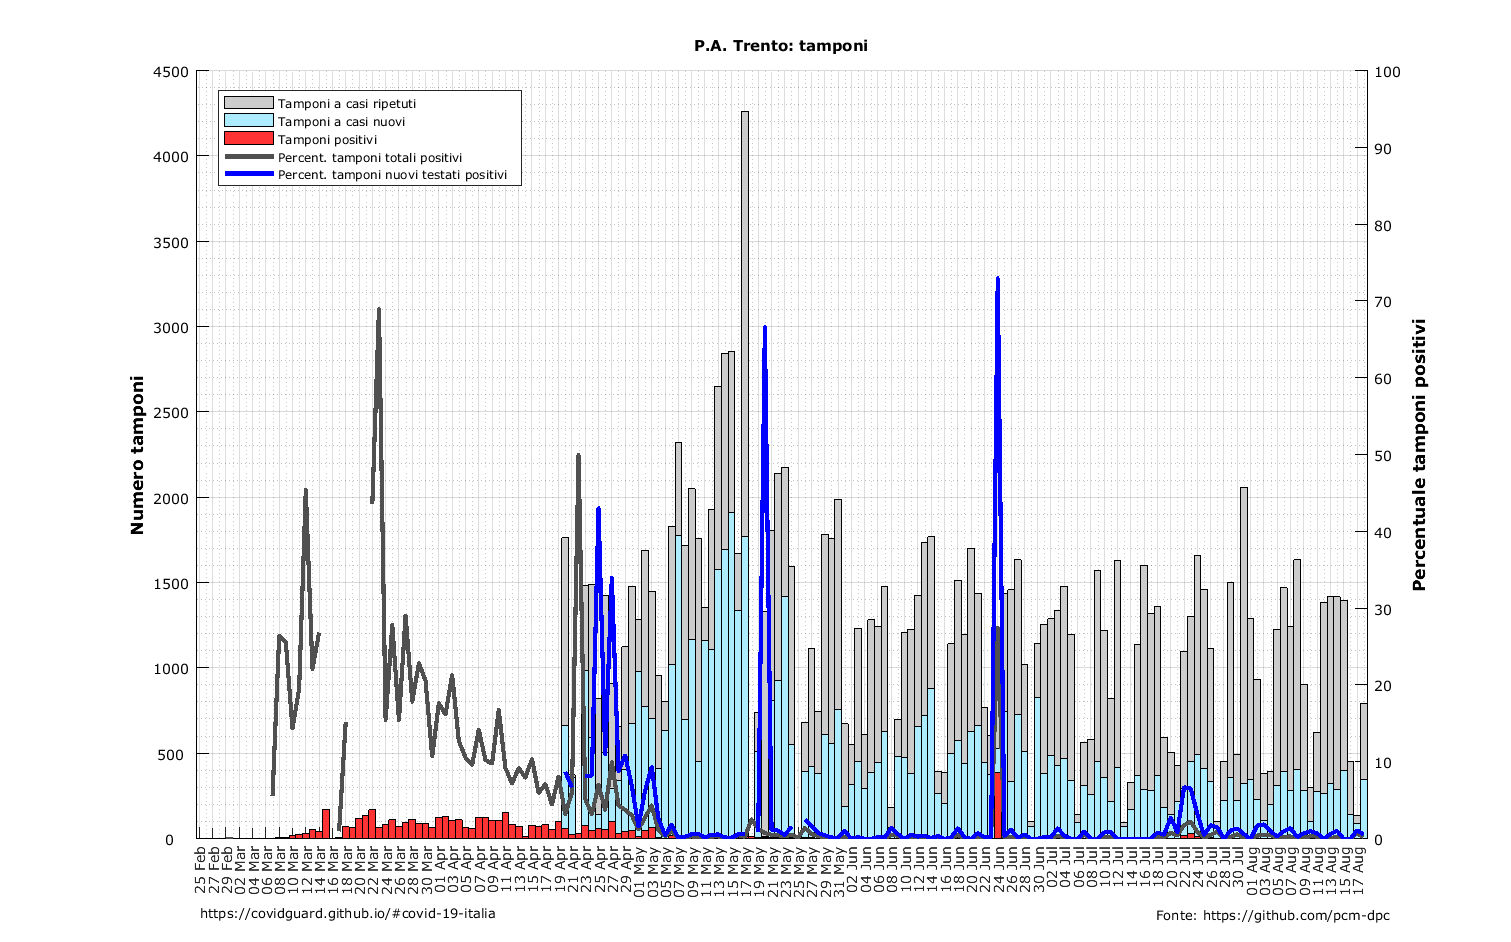 P.A. Trento: tamponi
4500
4000
3500
3000
2500
2000
1500
1000
500
0
Numero tamponi
Tamponi a casi ripetuti
Tamponi a casi nuovi
Tamponi positivi
Percent. tamponi totali positivi
Percent. tamponi nuovi testati positivi
100
90
80
70
60
50
40
30
20
10
0
Percentuale tamponi positivi
25 Feb
27 Feb
29 Feb
02 Mar
04 Mar
06 Mar
08 Mar
10 Mar
12 Mar
14 Mar
16 Mar
18 Mar
20 Mar
22 Mar
24 Mar
26 Mar
28 Mar
30 Mar
01 Apr
03 Apr
05 Apr
07 Apr
09 Apr
11 Apr
13 Apr
15 Apr
17 Apr
19 Apr
21 Apr
23 Apr
25 Apr
27 Apr
29 Apr
01 May
03 May
05 May
07 May
09 May
11 May
13 May
15 May
17 May
19 May
21 May
23 May
25 May
27 May
29 May
31 May
02 Jun
04 Jun
06 Jun
08 Jun
10 Jun
12 Jun
14 Jun
16 Jun
18 Jun
20 Jun
22 Jun
24 Jun
26 Jun
28 Jun
30 Jun
02 Jul
04 Jul
06 Jul
08 Jul
10 Jul
12 Jul
14 Jul
16 Jul
18 Jul
20 Jul
22 Jul
24 Jul
26 Jul
28 Jul
30 Jul
01 Aug
03 Aug
05 Aug
07 Aug
09 Aug
11 Aug
13 Aug
15 Aug
17 Aug
https://covidguard.github.io/#covid-19-italia
Fonte: https://github.com/pcm-dpc